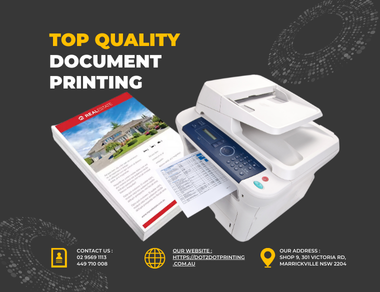 TOP QUALITY
DOCUMENT
PRINTING
REALESTATE
CONTACT US :
02 9569 1113
449 710 008
OUR WEBSITE :
HTTPS://DOT2DOTPRINTING
.COM.AU
OUR ADDRESS :
SHOP 9, 301 VICTORIA RD,
MARRICKVILLE NSW 2204